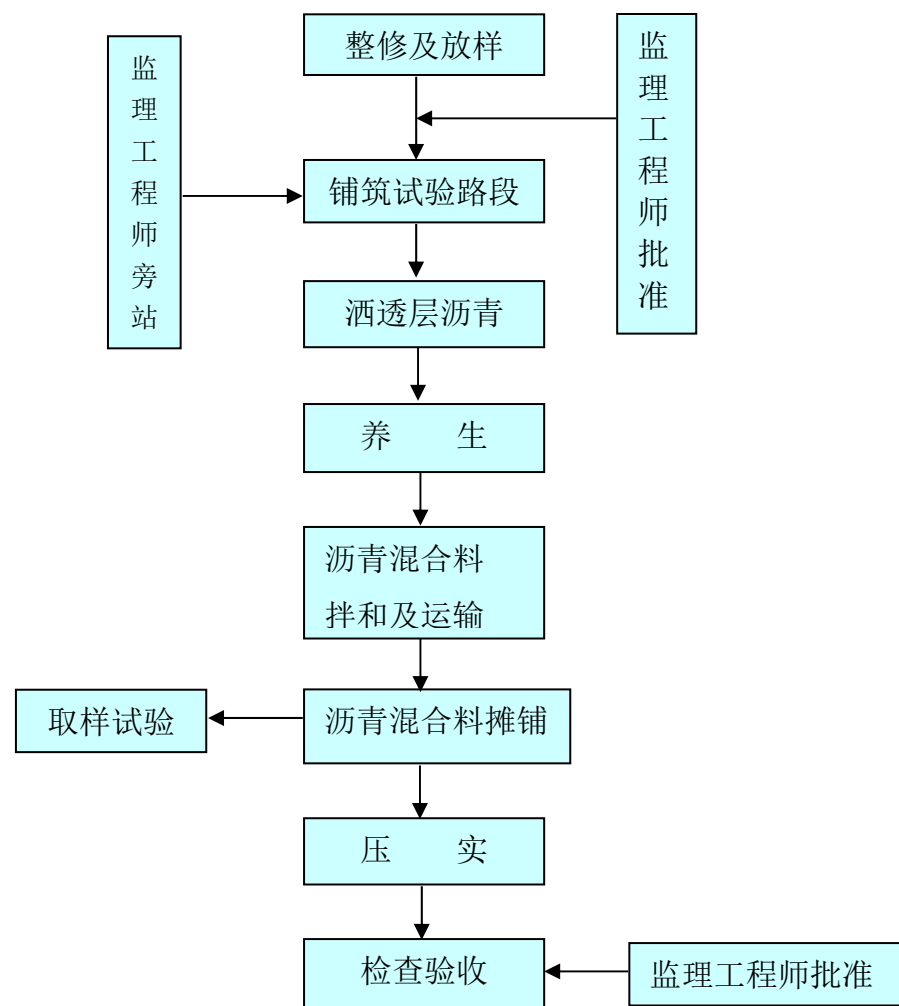 整修及放样
监理工程师旁站
监理工程师批准
铺筑试验路段
洒透层沥青
养 生
沥青混合料
拌和及运输
取样试验
沥青混合料摊铺
压 实
检查验收
监理工程师批准